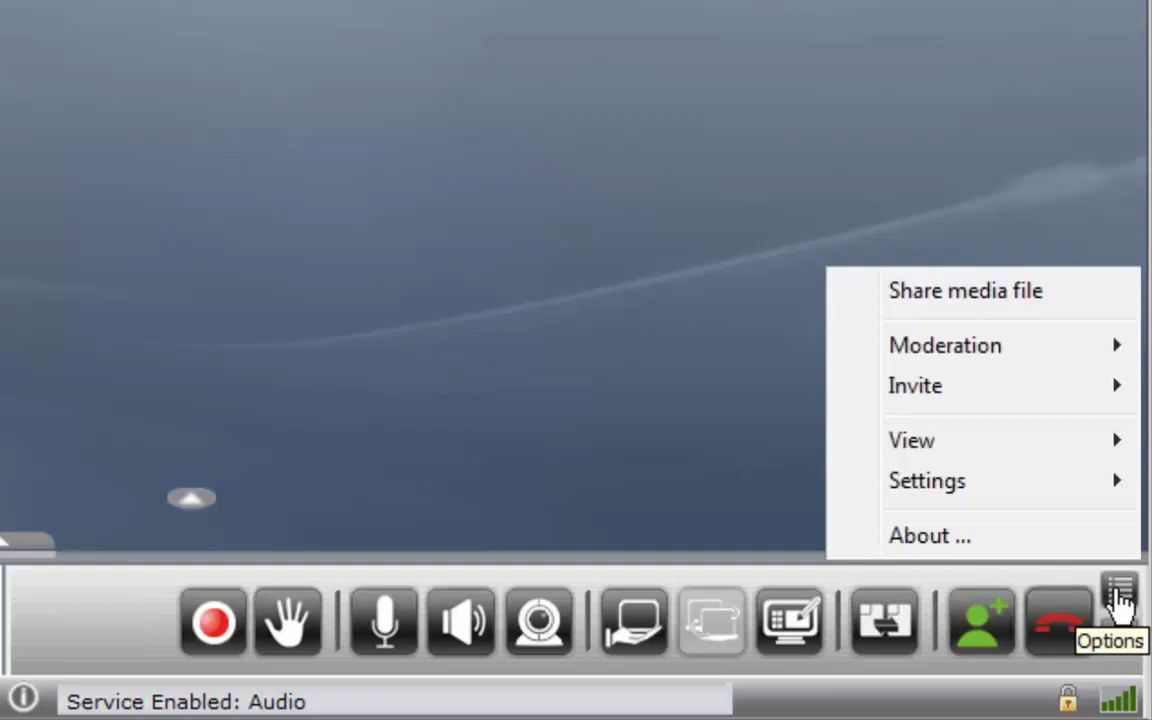 Share media file
Moderation
Invite
View
Settings
About ...
Options
Service Enabled: Audio